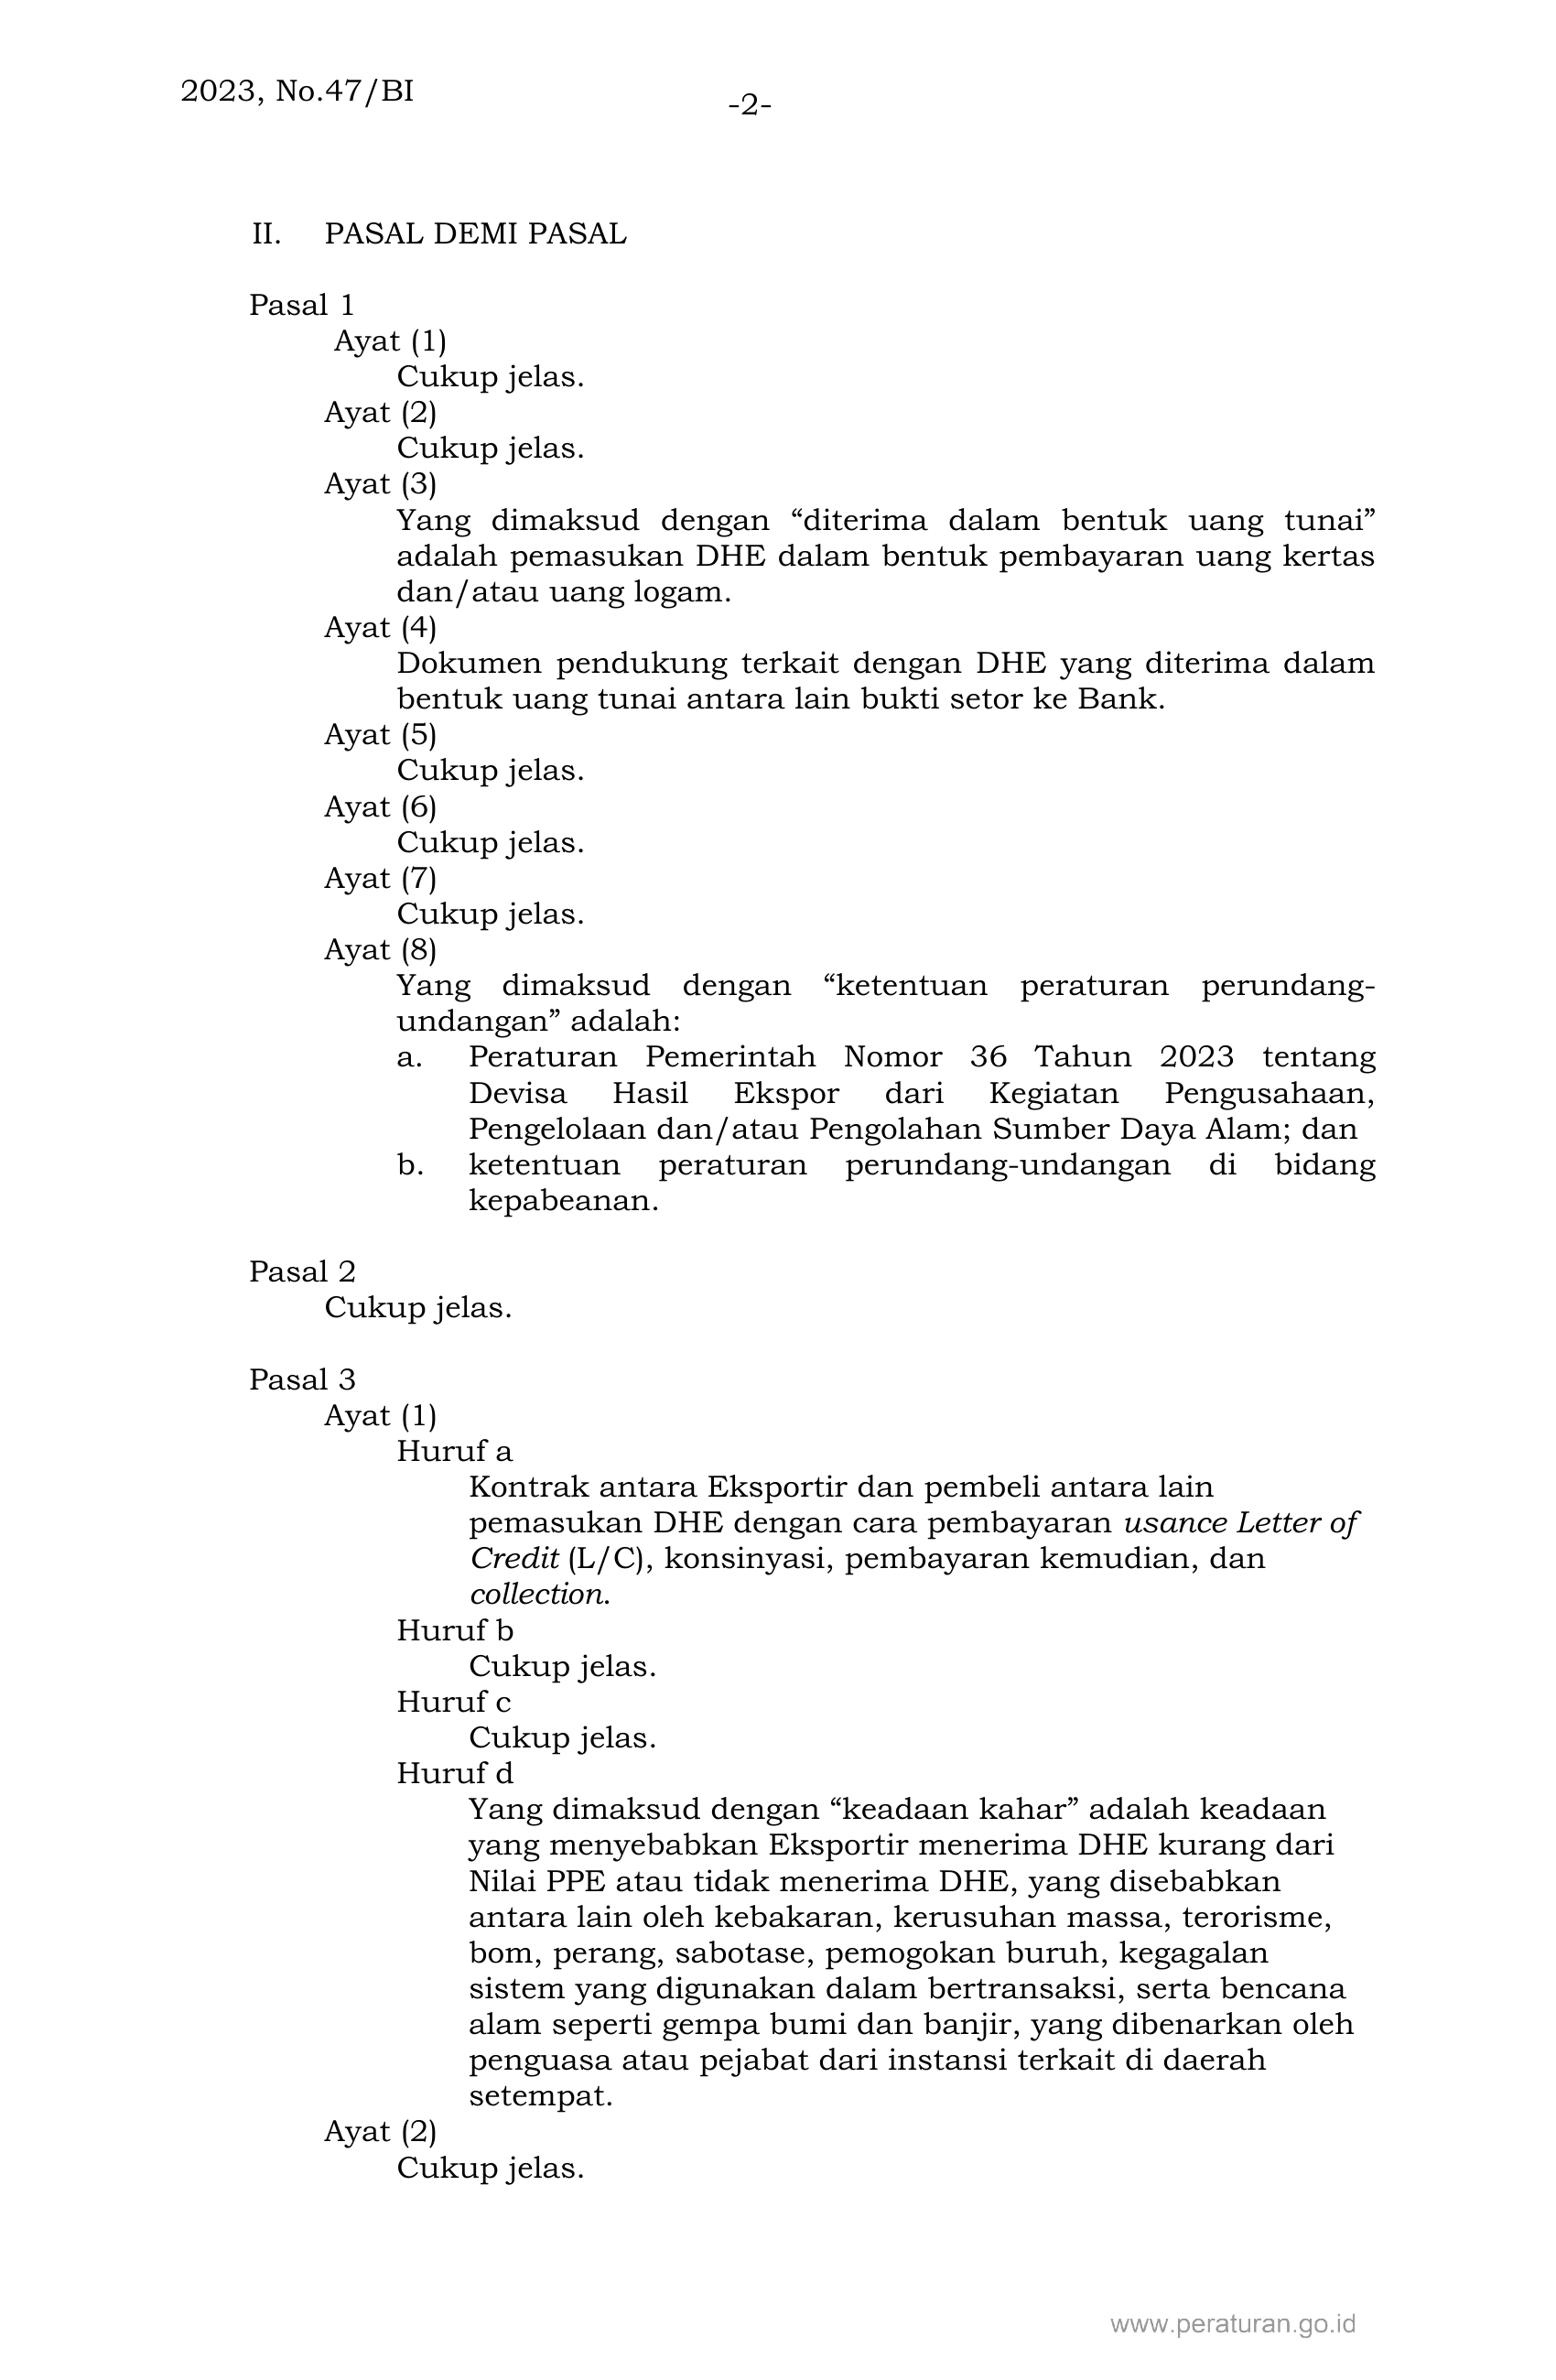 2023, No.47/BI
-2-
II. PASAL DEMI PASAL
Pasal 1
Ayat (1)
Cukup jelas.
Ayat (2)
Cukup jelas.
Ayat (3)
Yang dimaksud dengan “diterima dalam bentuk uang tunai”
adalah pemasukan DHE dalam bentuk pembayaran uang kertas
dan/atau uang logam.
Ayat (4)
Dokumen pendukung terkait dengan DHE yang diterima dalam
bentuk uang tunai antara lain bukti setor ke Bank.
Ayat (5)
Cukup jelas.
Ayat (6)
Cukup jelas.
Ayat (7)
Cukup jelas.
Ayat (8)
Yang dimaksud dengan “ketentuan peraturan perundang-
undangan” adalah:
a. Peraturan Pemerintah Nomor 36 Tahun 2023 tentang
Devisa Hasil Ekspor dari Kegiatan Pengusahaan,
Pengelolaan dan/atau Pengolahan Sumber Daya Alam; dan
b. ketentuan peraturan perundang-undangan di bidang
kepabeanan.
Pasal 2
Cukup jelas.
Pasal 3
Ayat (1)
Huruf a
Kontrak antara Eksportir dan pembeli antara lain
pemasukan DHE dengan cara pembayaran usance Letter of
Credit (L/C), konsinyasi, pembayaran kemudian, dan
collection.
Huruf b
Cukup jelas.
Huruf c
Cukup jelas.
Huruf d
Yang dimaksud dengan “keadaan kahar” adalah keadaan
yang menyebabkan Eksportir menerima DHE kurang dari
Nilai PPE atau tidak menerima DHE, yang disebabkan
antara lain oleh kebakaran, kerusuhan massa, terorisme,
bom, perang, sabotase, pemogokan buruh, kegagalan
sistem yang digunakan dalam bertransaksi, serta bencana
alam seperti gempa bumi dan banjir, yang dibenarkan oleh
penguasa atau pejabat dari instansi terkait di daerah
setempat.
Ayat (2)
Cukup jelas.
www.peraturan.go.id